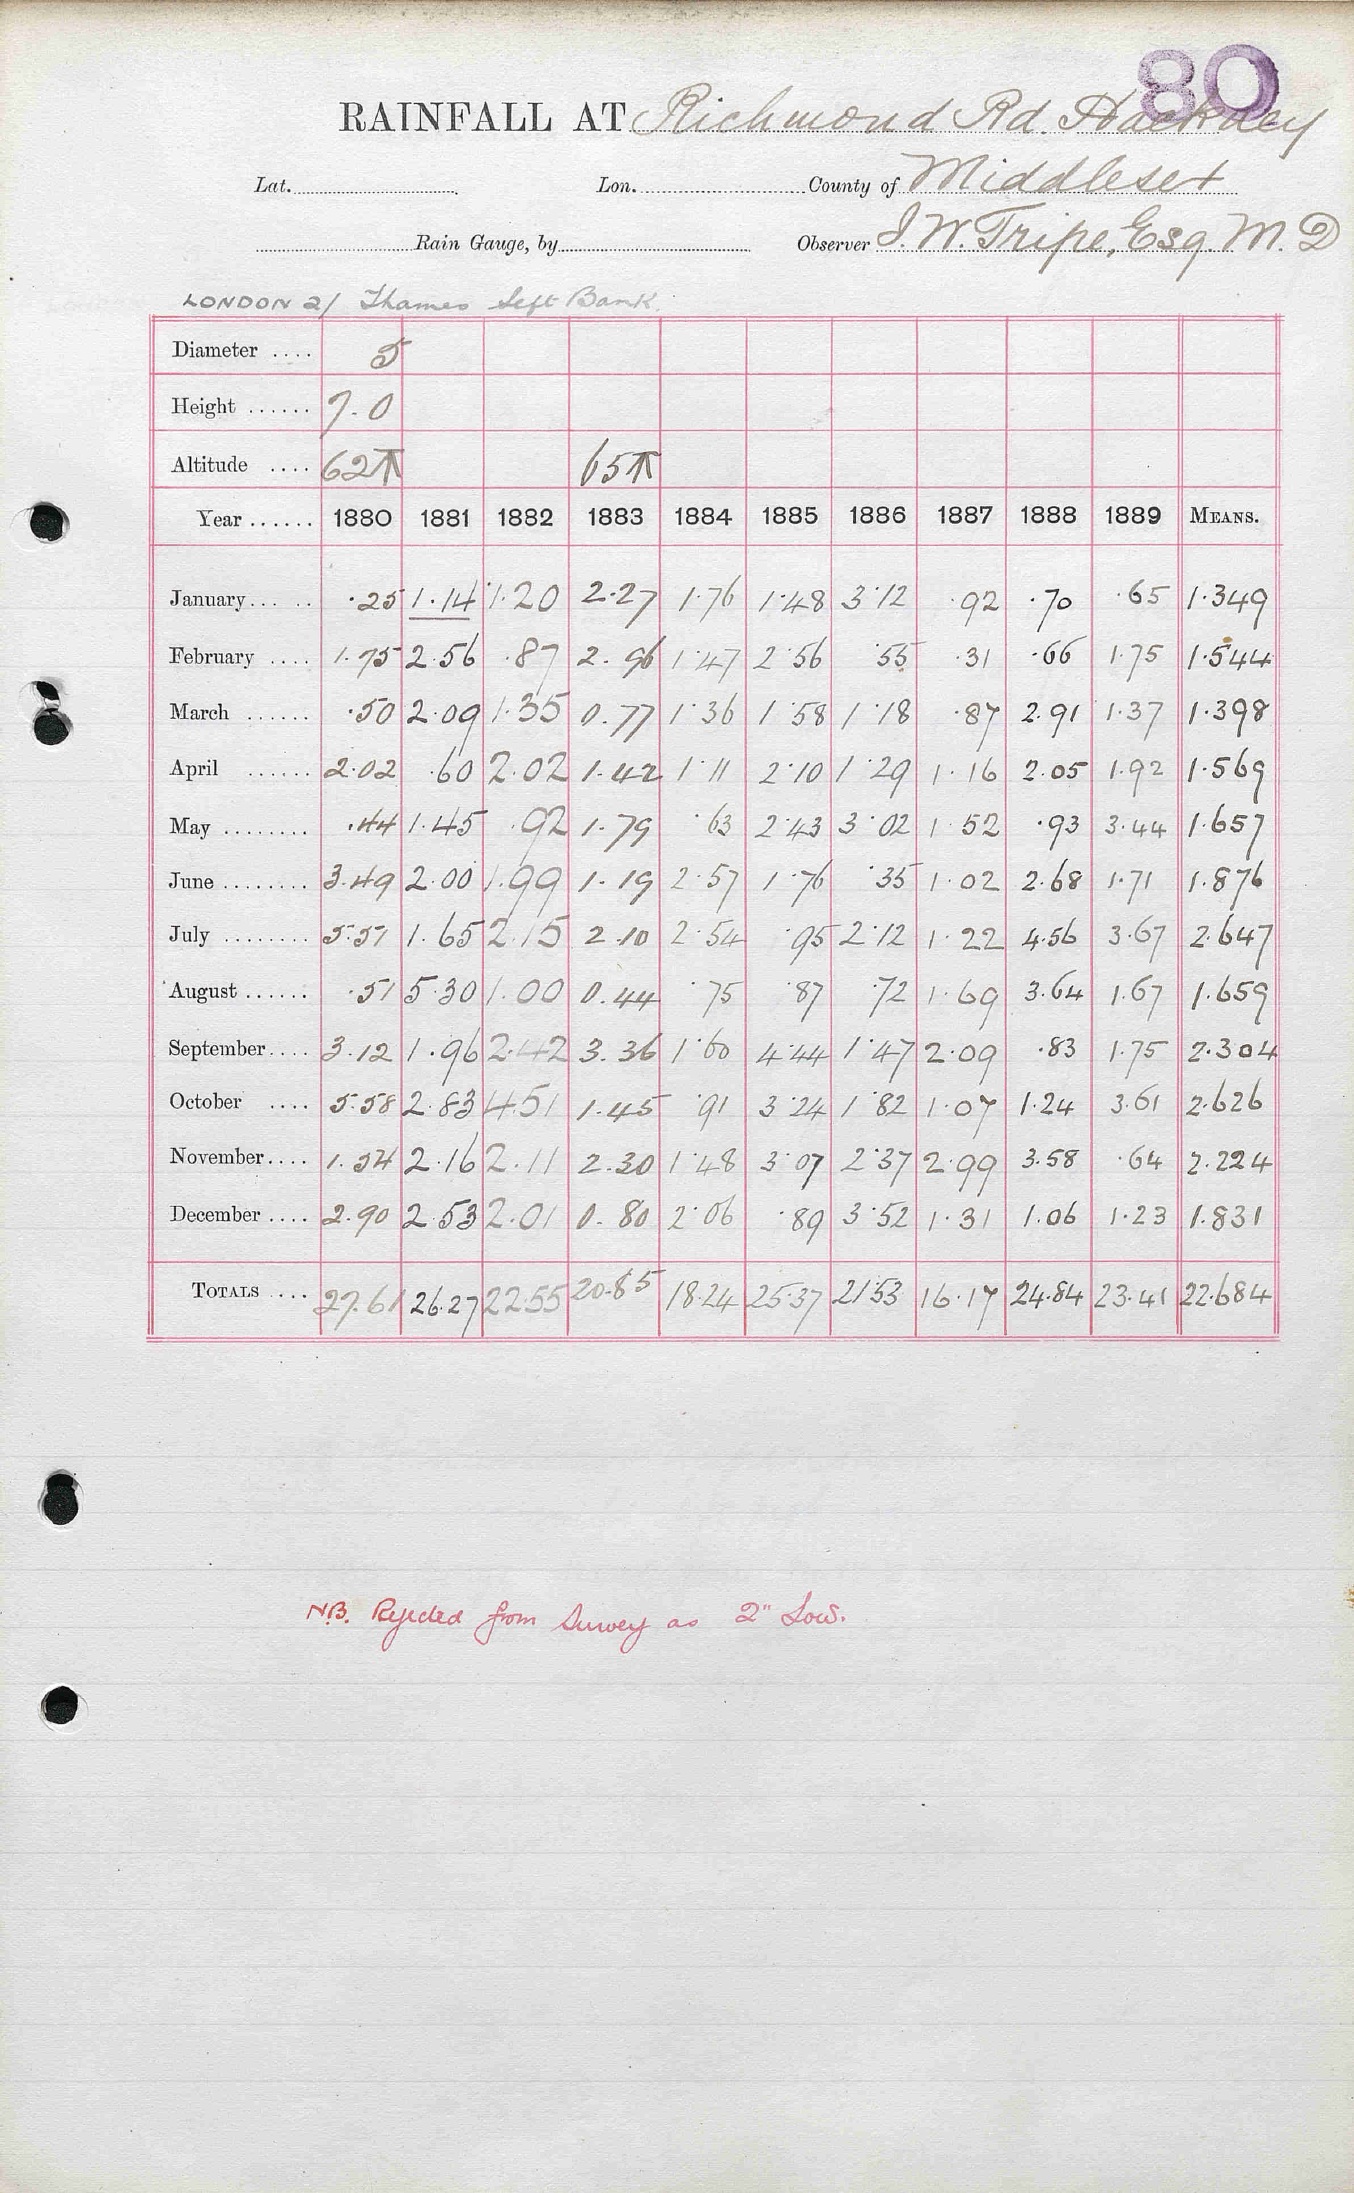 80
RAINFALL AT Richmond Rd. Hackney
Lat. Lon. County of Middlesex
Rain Gauge, by Observer J. W. Tripe, Esq. M. D
LONDON 2/ Thames Left Bank.
Diameter .... 5
Height ...... 7.0
Altitude .... 62 T 65 T
Year ...... 1880 1881 1882 1883 1884 1885 1886 1887 1888 1889 MEANS.
January...... .25 1.14 1.20 2.27 1.76 1.48 3.12 .92 .70 .65 1.349
February .... 1.75 2.56 .87 2.96 1.47 2.56 .55 .31 .66 1.75 1.544
March ...... .50 2.09 1.35 0.77 1.36 1.58 1.18 .87 2.91 1.37 1.398
April ...... 2.02 .60 2.02 1.42 1.11 2.10 1.29 1.16 2.05 1.92 1.569
May ........ .44 1.45 .92 1.79 .63 2.43 3.02 1.52 .93 3.44 1.657
June ........ 3.49 2.00 1.99 1.19 2.57 1.76 .35 1.02 2.68 1.71 1.876
July ........ 5.51 1.65 2.15 2.10 2.54 .95 2.12 1.22 4.56 3.67 2.647
August ...... .51 5.30 1.00 0.44 .75 .87 .72 1.69 3.64 1.67 1.659
September.... 3.12 1.96 2.42 3.36 1.60 4.44 1.47 2.09 .83 1.75 2.304
October .... 5.58 2.83 4.51 1.45 .91 3.24 1.82 1.07 1.24 3.61 2.626
November.... 1.54 2.16 2.11 2.30 1.48 3.07 2.37 2.99 3.58 .64 2.224
December .... 2.90 2.53 2.01 0.80 2.06 .89 3.52 1.31 1.06 1.23 1.831
TOTALS .... 27.61 26.27 22.55 20.85 18.24 25.37 21.53 16.17 24.84 23.41 22.684
NB. Rejected from Survey as 2" Low.